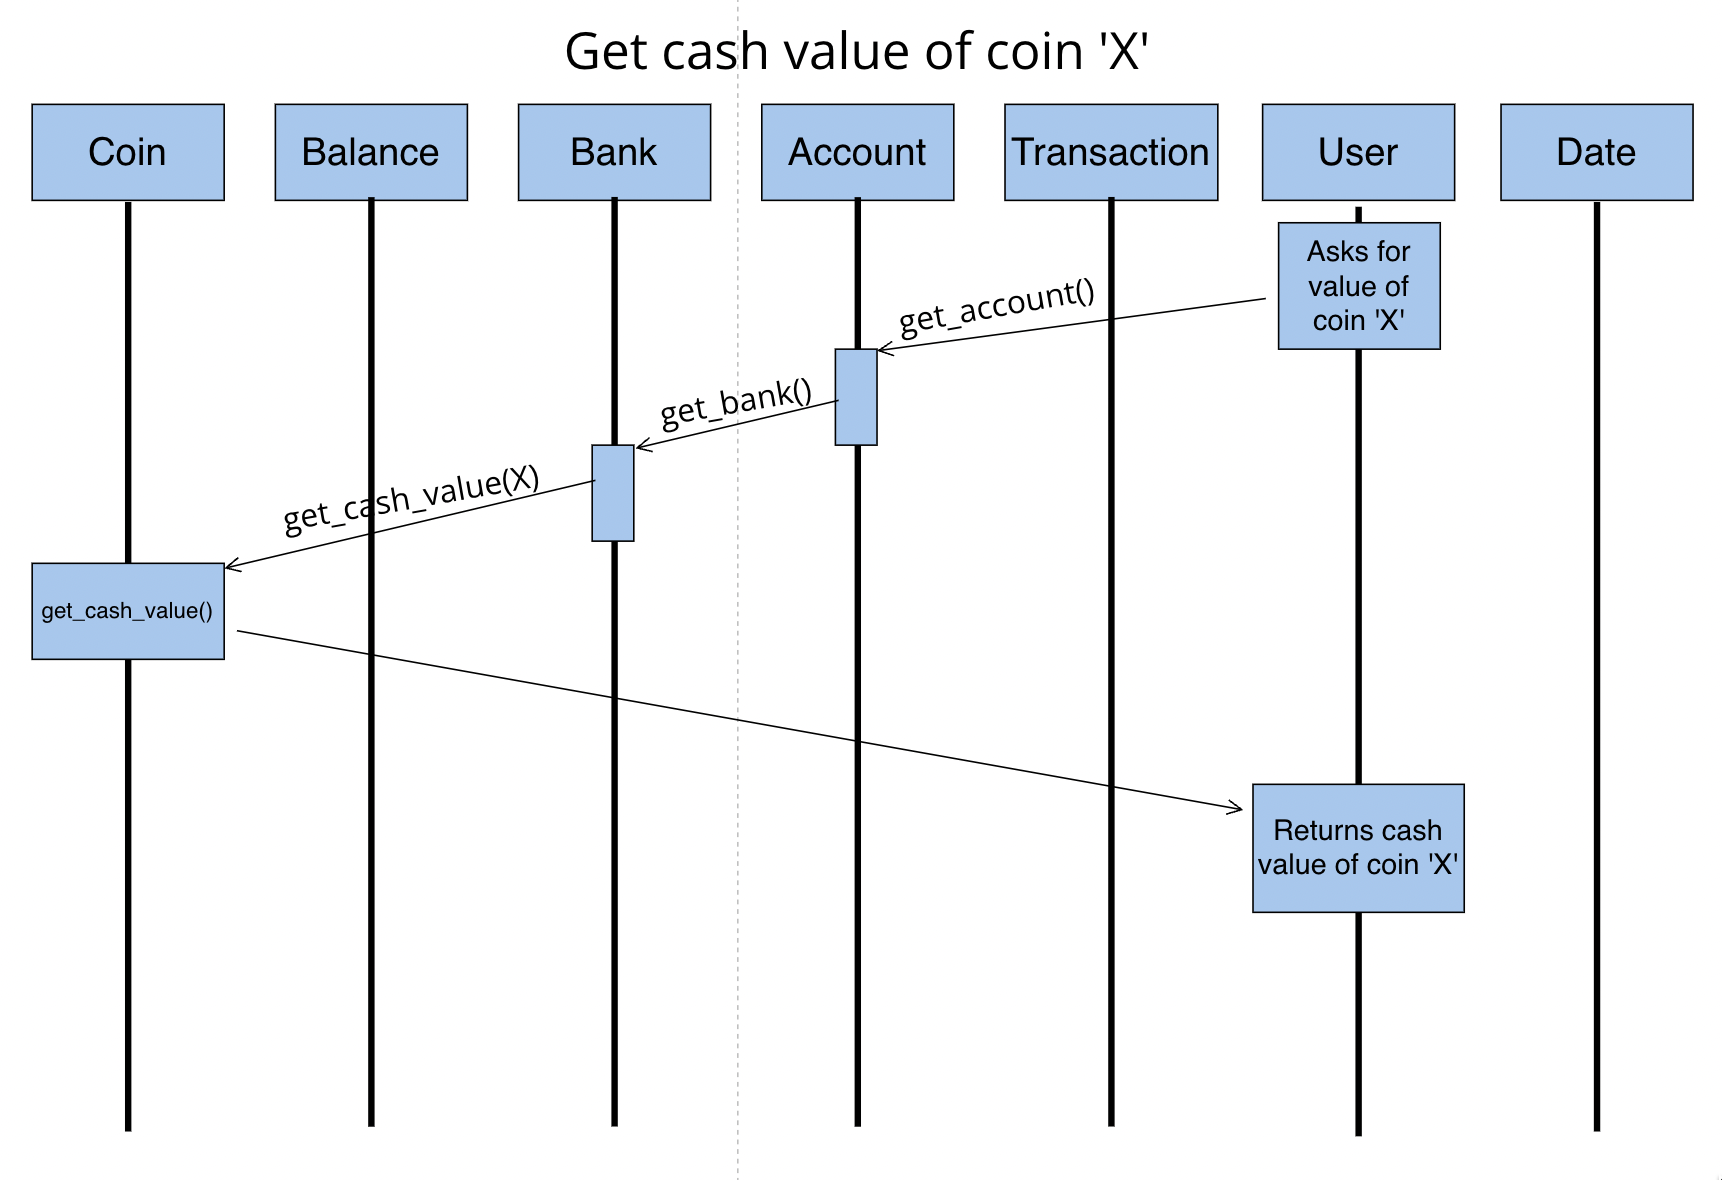 Get cash value of coin 'X'
Coin
Balance
Bank
Account
Transaction
User
Date
Asks for
value of
coin 'X'
get_account()
get_bank()
get_cash_value(X)
get_cash_value()
Returns cash
value of coin 'X'